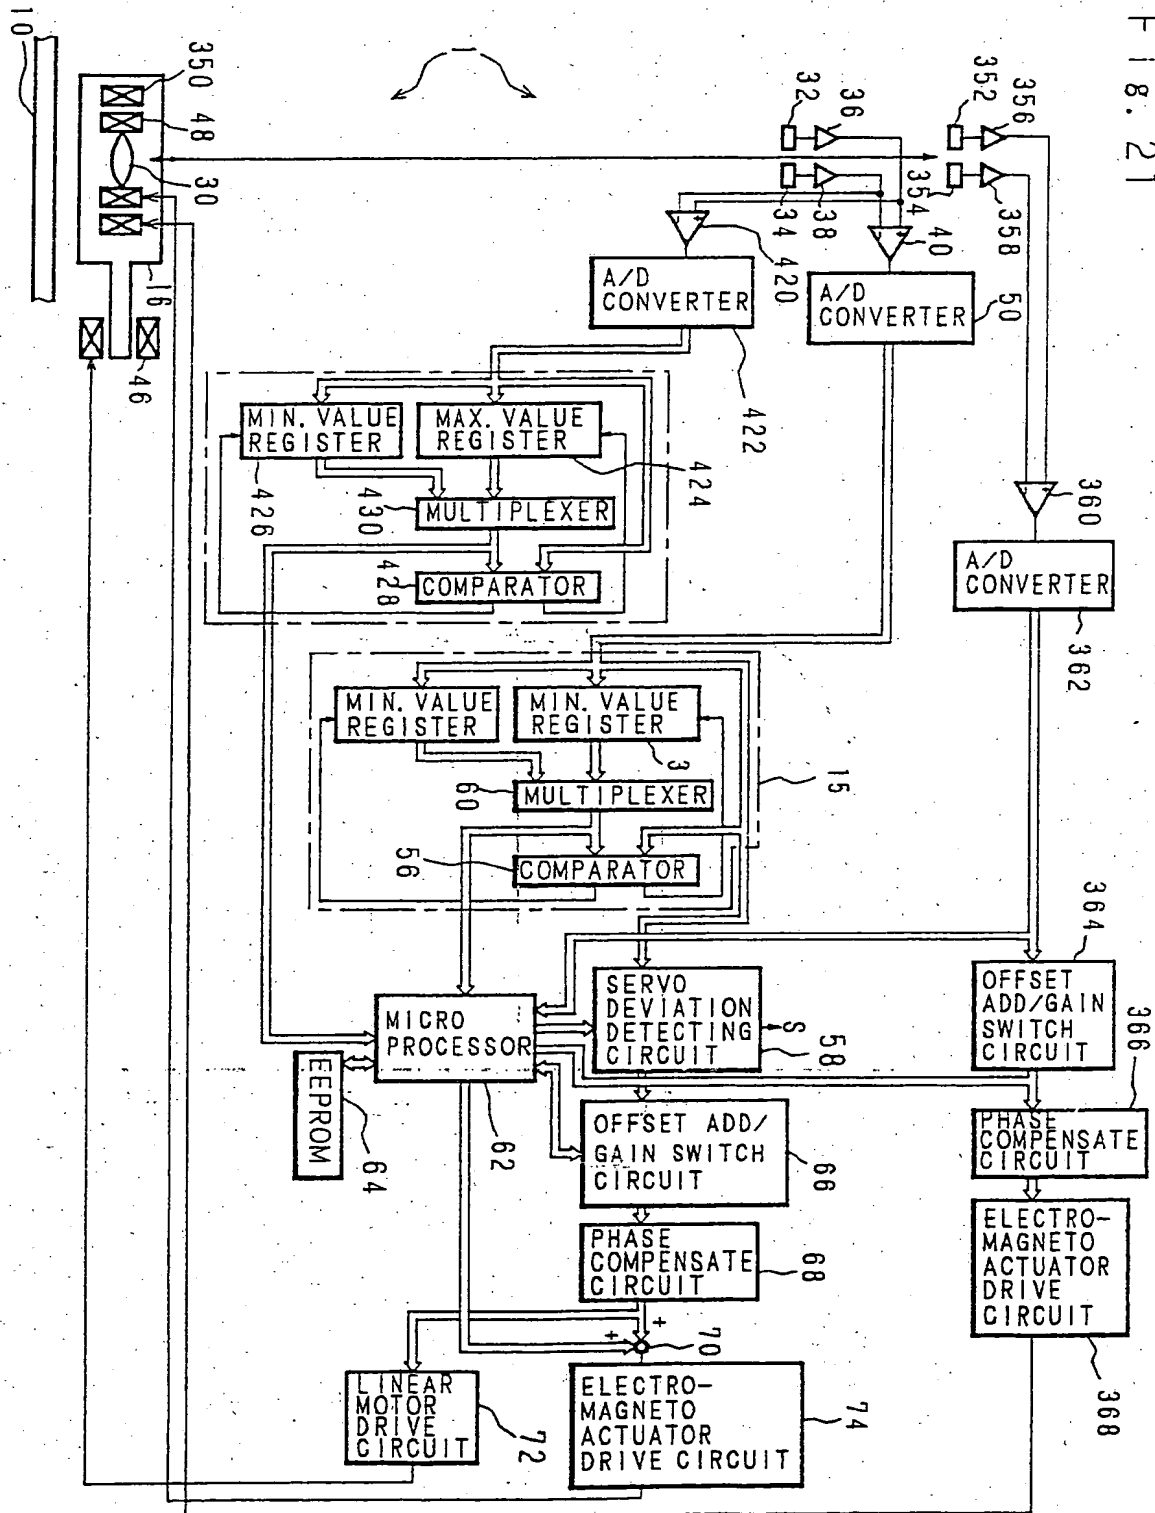 Fig. 21
10
350
48
30
16
46
32
36
34
38
352
356
354
358
40
420
A/D
CONVERTER
422
A/D
CONVERTER
50
360
A/D
CONVERTER
362
MIN. VALUE
REGISTER
426
MAX. VALUE
REGISTER
424
430
MULTIPLEXER
428
COMPARATOR
MIN. VALUE
REGISTER
MIN. VALUE
REGISTER
3
15
60
MULTIPLEXER
56
COMPARATOR
364
OFFSET
ADD/GAIN
SWITCH
CIRCUIT
366
PHASE
COMPENSATE
CIRCUIT
ELECTRO-
MAGNETO
ACTUATOR
DRIVE
CIRCUIT
368
SERVO
DEVIATION
DETECTING
CIRCUIT
S
58
MICRO
PROCESSOR
62
EEPROM
64
OFFSET ADD/
GAIN SWITCH
CIRCUIT
66
PHASE
COMPENSATE
CIRCUIT
68
+
+
70
LINEAR
MOTOR
DRIVE
CIRCUIT
72
ELECTRO-
MAGNETO
ACTUATOR
DRIVE CIRCUIT
74